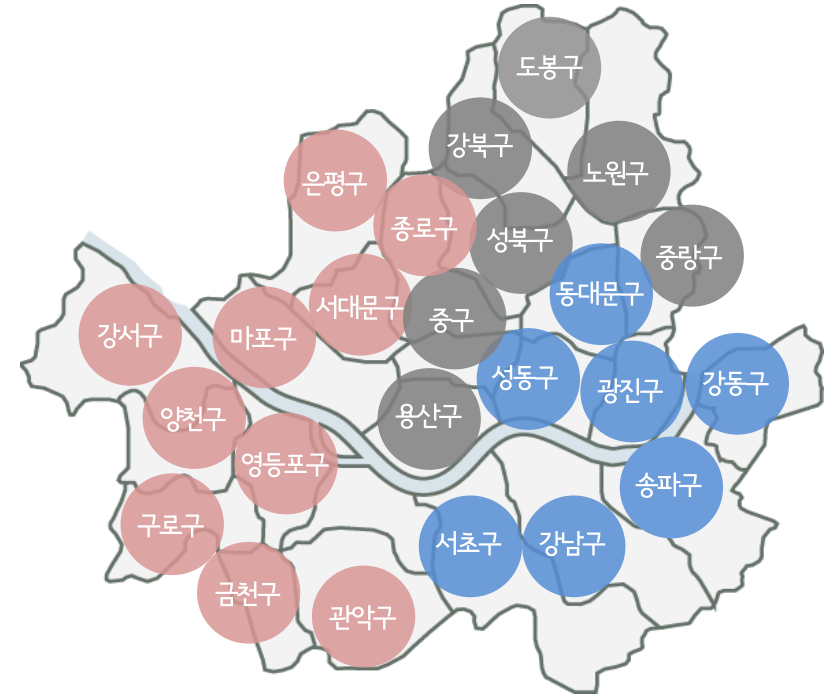 도봉구
강북구
노원구
은평구
종로구
성북구
중랑구
동대문구
서대문구
중구
강서구
마포구
성동구
광진구
강동구
양천구
용산구
영등포구
송파구
구로구
서초구
강남구
금천구
관악구